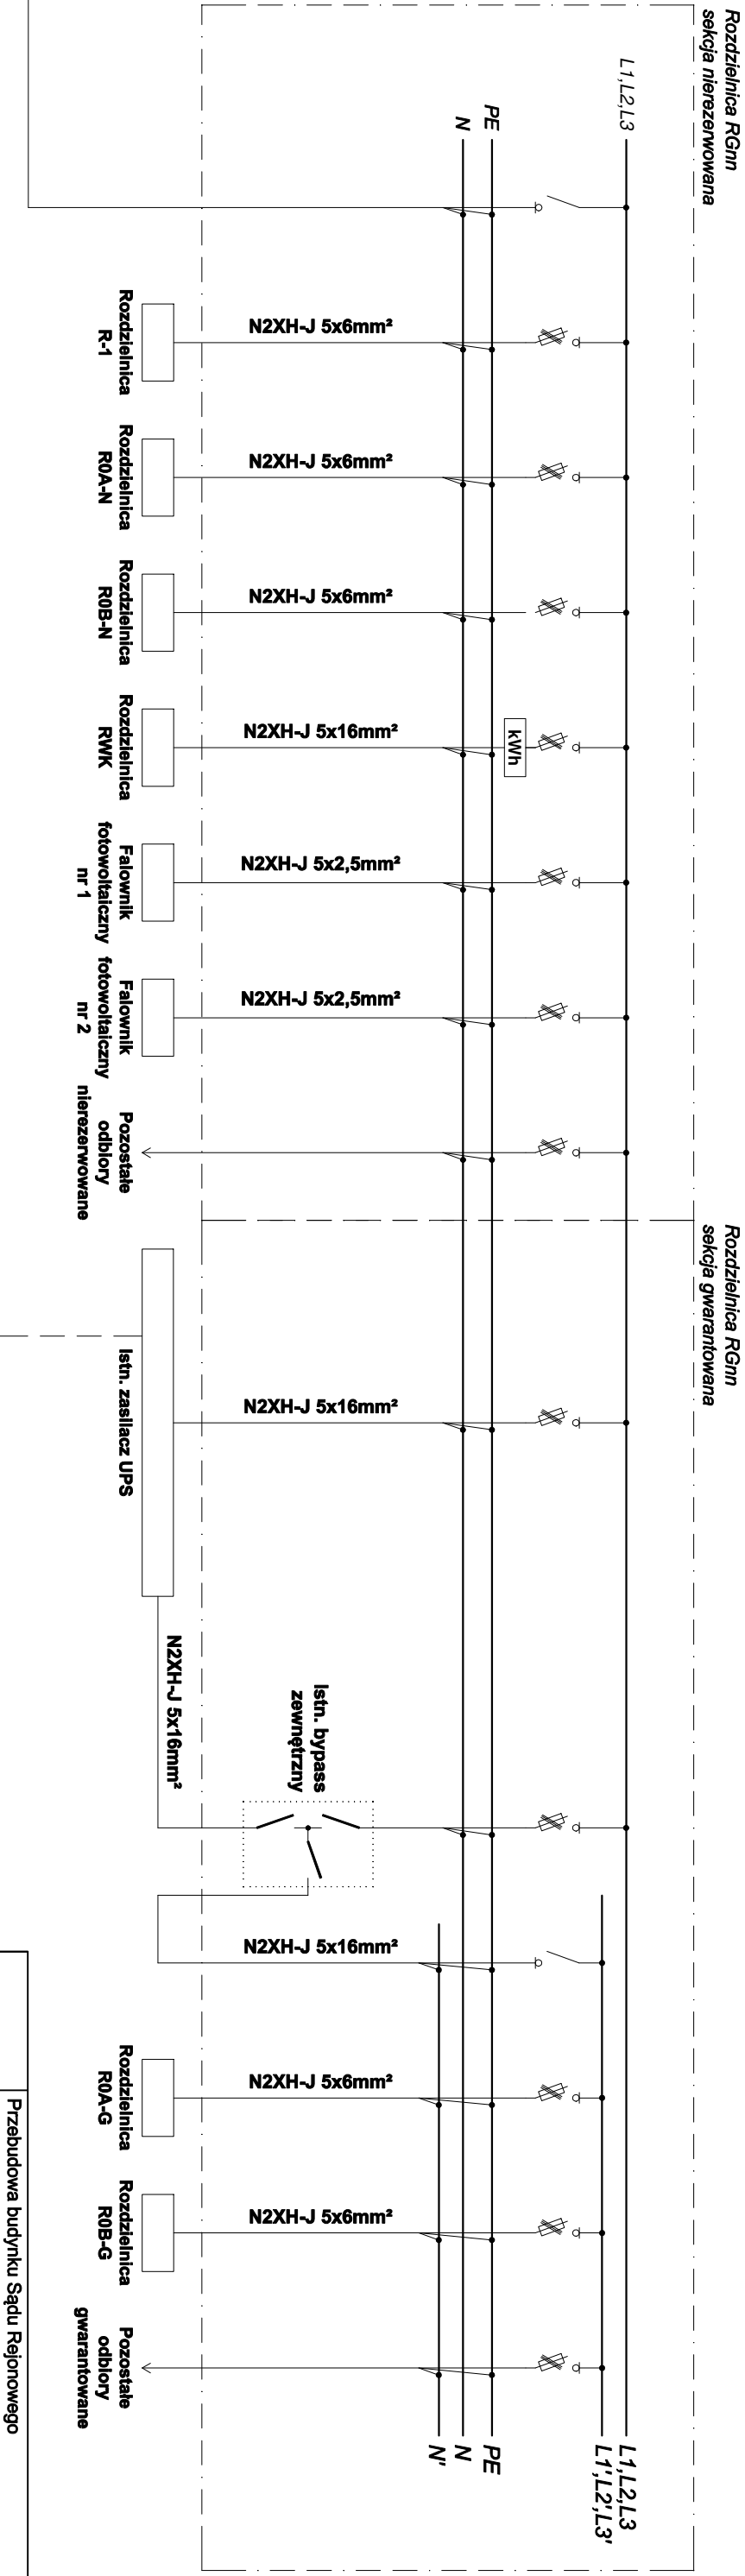 Rozdzielnica RGnn
sekcja nierezerwowana
L1,L2,L3
PE
N
N2XH-J 5x6mm²
Rozdzielnica
R-1
N2XH-J 5x6mm²
Rozdzielnica
R0A-N
N2XH-J 5x6mm²
Rozdzielnica
R0B-N
kWh
N2XH-J 5x16mm²
Rozdzielnica
RWK
N2XH-J 5x2,5mm²
Falownik
fotowoltaiczny
nr 1
N2XH-J 5x2,5mm²
Falownik
fotowoltaiczny
nr 2
Pozostałe
odbiory
nierezerwowane
Rozdzielnica RGnn
sekcja gwarantowana
N2XH-J 5x16mm²
Istn. zasilacz UPS
N2XH-J 5x16mm²
Istn. bypass
zewnętrzny
N2XH-J 5x16mm²
N2XH-J 5x6mm²
Rozdzielnica
R0A-G
N2XH-J 5x6mm²
Rozdzielnica
R0B-G
Pozostałe
odbiory
gwarantowane
L1,L2,L3
L1',L2',L3'
PE
N
N'
Przebudowa budynku Sądu Rejonowego